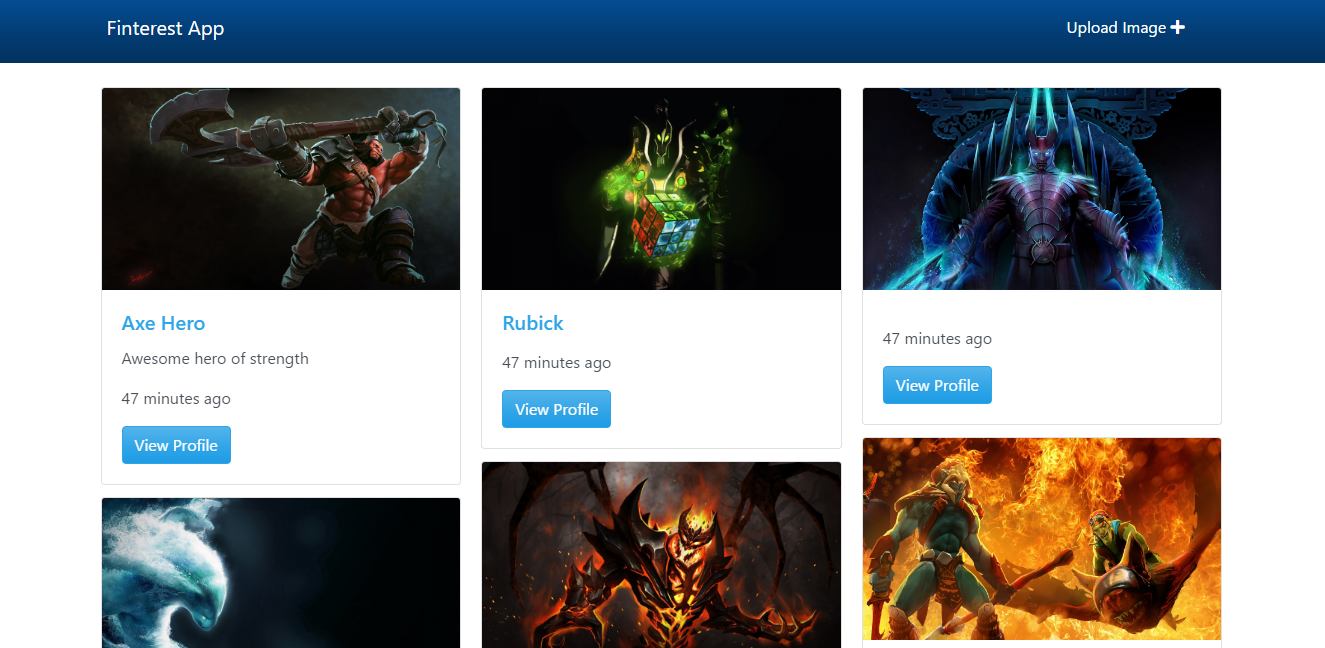 Finterest App
Upload Image
Axe Hero
Awesome hero of strength
47 minutes ago
View Profile
Rubick
47 minutes ago
View Profile
47 minutes ago
View Profile